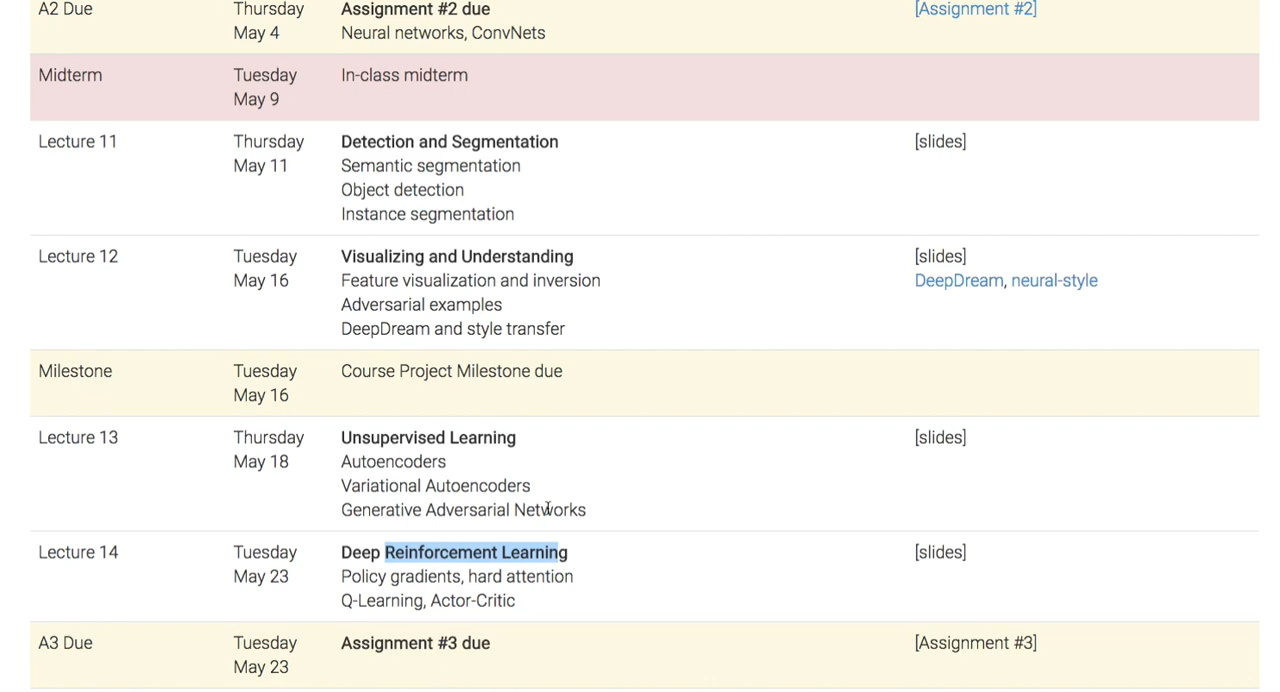 A2 Due Thursday Assignment #2 due [Assignment #2]
May 4 Neural networks, ConvNets
Midterm Tuesday In-class midterm
May 9
Lecture 11 Thursday Detection and Segmentation [slides]
May 11 Semantic segmentation
Object detection
Instance segmentation
Lecture 12 Tuesday Visualizing and Understanding [slides]
May 16 Feature visualization and inversion DeepDream, neural-style
Adversarial examples
DeepDream and style transfer
Milestone Tuesday Course Project Milestone due
May 16
Lecture 13 Thursday Unsupervised Learning [slides]
May 18 Autoencoders
Variational Autoencoders
Generative Adversarial Networks
Lecture 14 Tuesday Deep Reinforcement Learning [slides]
May 23 Policy gradients, hard attention
Q-Learning, Actor-Critic
A3 Due Tuesday Assignment #3 due [Assignment #3]
May 23